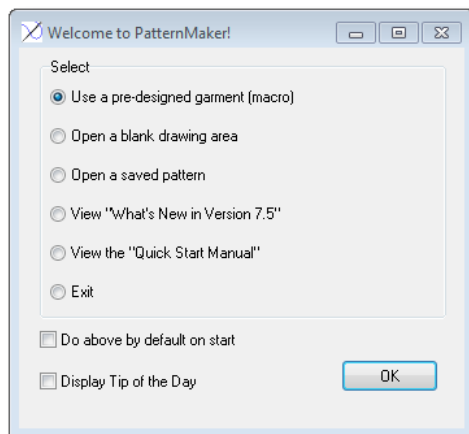 Welcome to PatternMaker!
Select
Use a pre-designed garment (macro)
Open a blank drawing area
Open a saved pattern
View "What's New in Version 7.5"
View the "Quick Start Manual"
Exit
Do above by default on start
Display Tip of the Day
OK